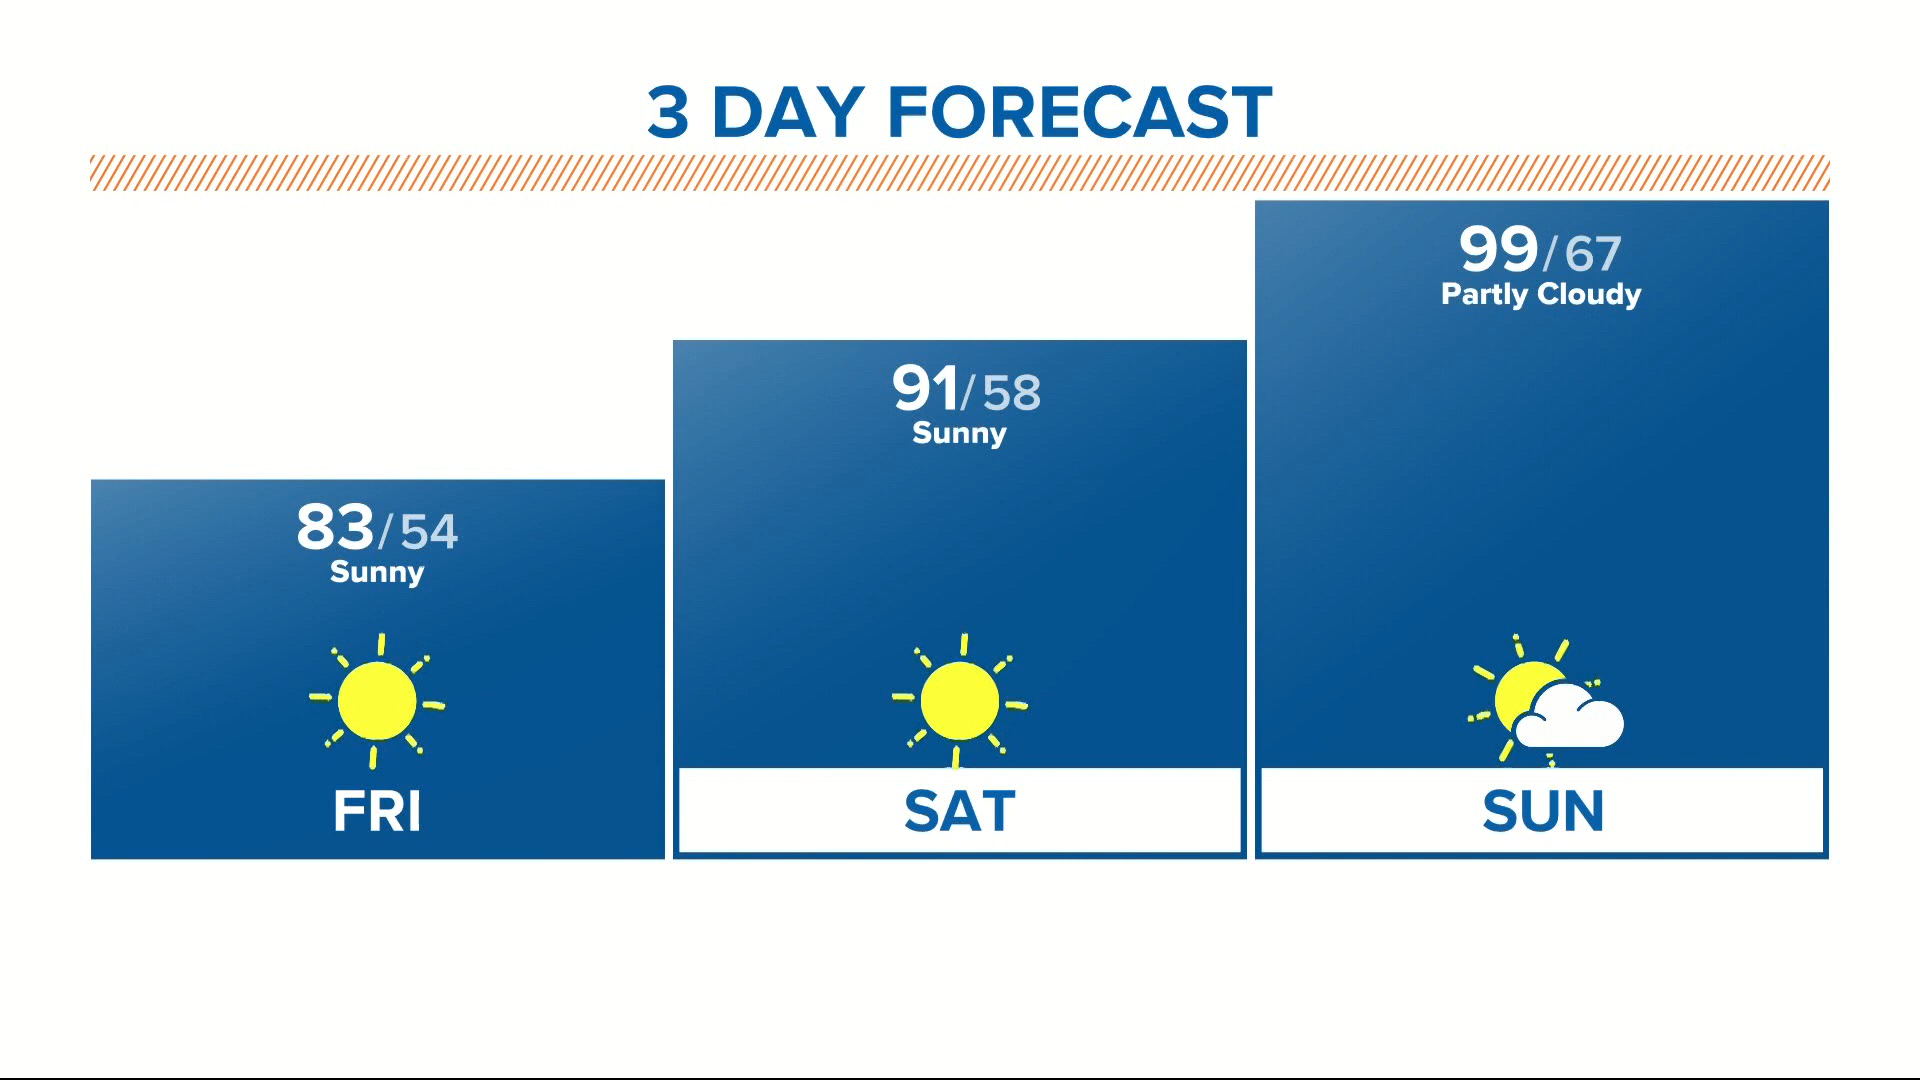 3 DAY FORECAST
83/54
Sunny
FRI
91/58
Sunny
SAT
99/67
Partly Cloudy
SUN